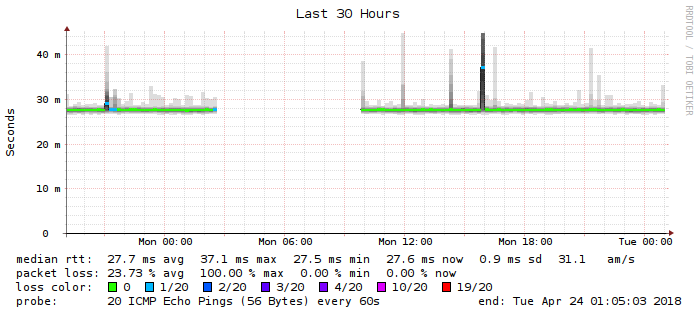 Last 30 Hours
RRDTOOL / TOBI OETIKER
Seconds
40 m
30 m
20 m
10 m
0
Mon 00:00 Mon 06:00 Mon 12:00 Mon 18:00 Tue 00:00
median rtt: 27.7 ms avg 37.1 ms max 27.5 ms min 27.6 ms now 0.9 ms sd 31.1 am/s
packet loss: 23.73 % avg 100.00 % max 0.00 % min 0.00 % now
loss color: 0 1/20 2/20 3/20 4/20 10/20 19/20
probe: 20 ICMP Echo Pings (56 Bytes) every 60s end: Tue Apr 24 01:05:03 2018